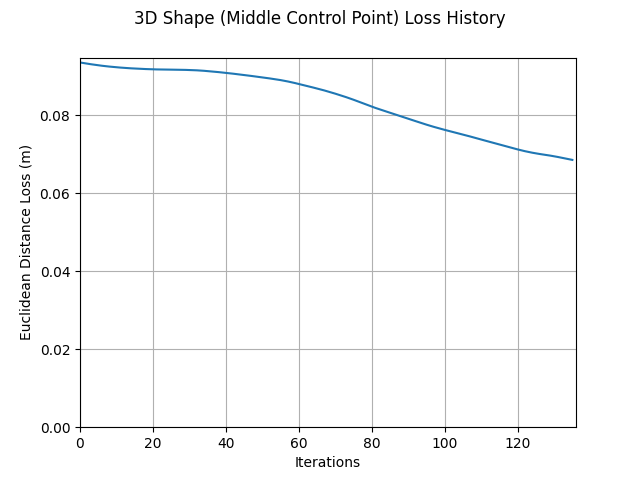 3D Shape (Middle Control Point) Loss History
Euclidean Distance Loss (m)
0.08
0.06
0.04
0.02
0.00
0 20 40 60 80 100 120
Iterations